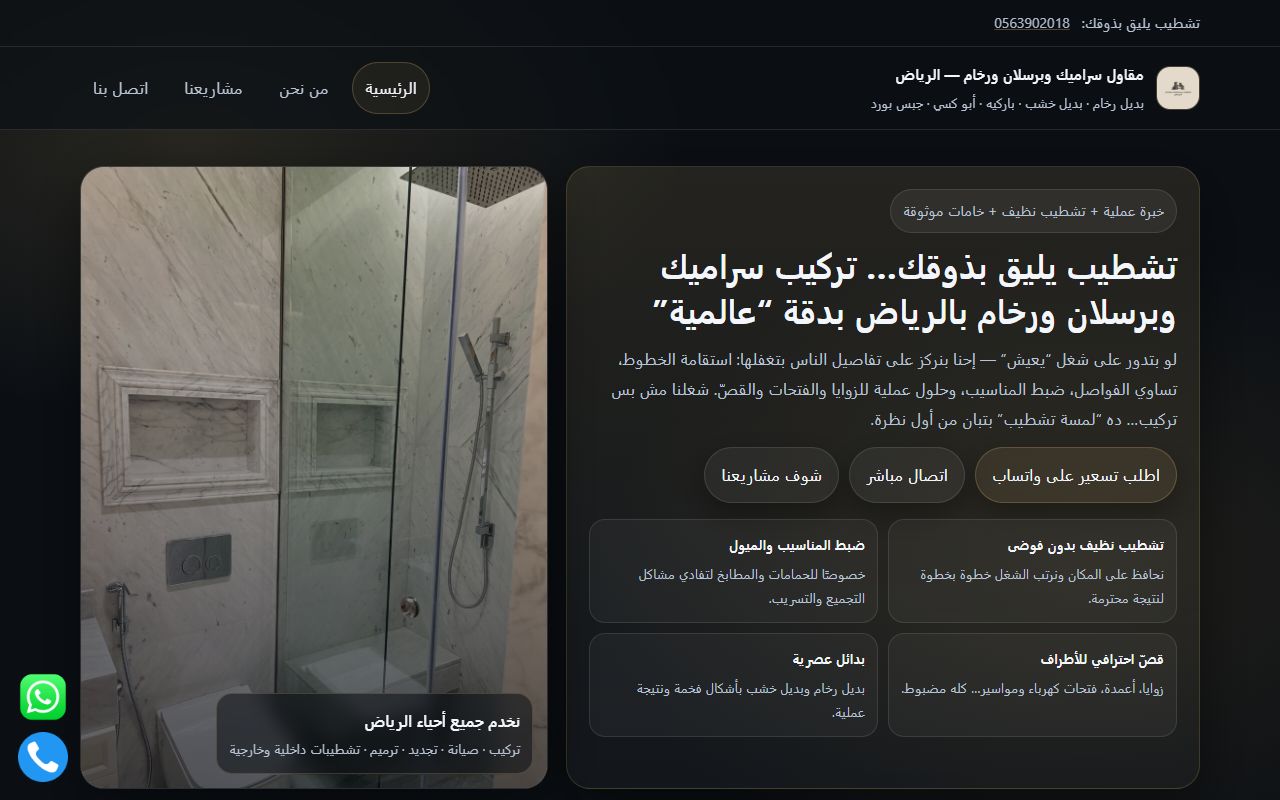 تشطيب يليق بذوقك: 0563902018
مقاول سراميك وبرسلان ورخام — الرياض
بديل رخام · بديل خشب · باركيه · أبو كسي · جبس بورد
الرئيسية
من نحن
مشاريعنا
اتصل بنا
خبرة عملية + تشطيب نظيف + خامات موثوقة
تشطيب يليق بذوقك… تركيب سراميك
وبرسلان ورخام بالرياض بدقة “عالمية”
لو بتدور على شغل “يعيش” — إحنا بنركز على تفاصيل الناس بتغفلها: استقامة الخطوط،
تساوي الفواصل، ضبط المناسيب، وحلول عملية للزوايا والفتحات والقصّ. شغلنا مش بس
تركيب… ده “لمسة تشطيب” بتبان من أول نظرة.
اطلب تسعير على واتساب
اتصال مباشر
شوف مشاريعنا
تشطيب نظيف بدون فوضى
نحافظ على المكان ونرتب الشغل خطوة بخطوة
لنتيجة محترمة.
ضبط المناسيب والميول
خصوصًا للحمامات والمطابخ لتفادي مشاكل
التجميع والتسريب.
قصّ احترافي للأطراف
زوايا، أعمدة، فتحات كهرباء ومواسير… كله مضبوط.
بدائل عصرية
بديل رخام وبديل خشب بأشكال فخمة ونتيجة
عملية.
نخدم جميع أحياء الرياض
تركيب · صيانة · تجديد · ترميم · تشطيبات داخلية وخارجية